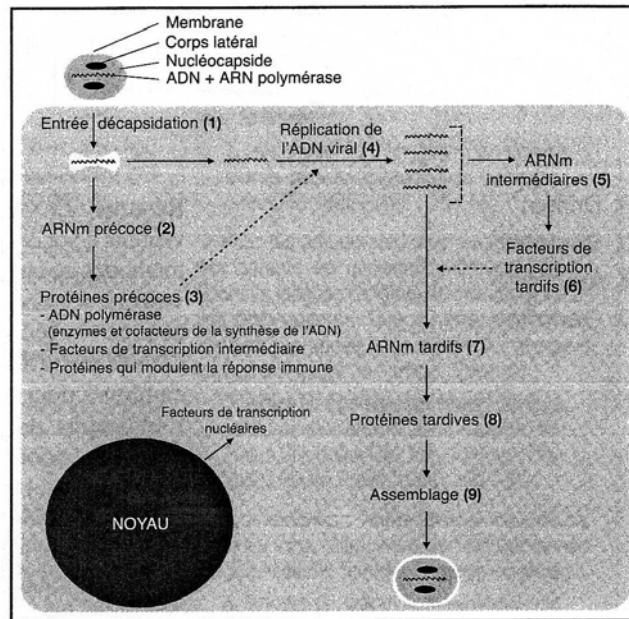 Membrane
Corps latéral
Nucléocapside
ADN + ARN polymérase
Entrée décapsidation (1)
Réplication de
l'ADN viral (4)
ARNm
intermédiaires (5)
ARNm précoce (2)
Facteurs de
transcription
tardifs (6)
Protéines précoces (3)
- ADN polymérase
(enzymes et cofacteurs de la synthèse de l'ADN)
- Facteurs de transcription intermédiaire
- Protéines qui modulent la réponse immune
ARNm tardifs (7)
Facteurs de transcription
nucléaires
Protéines tardives (8)
Assemblage (9)
NOYAU